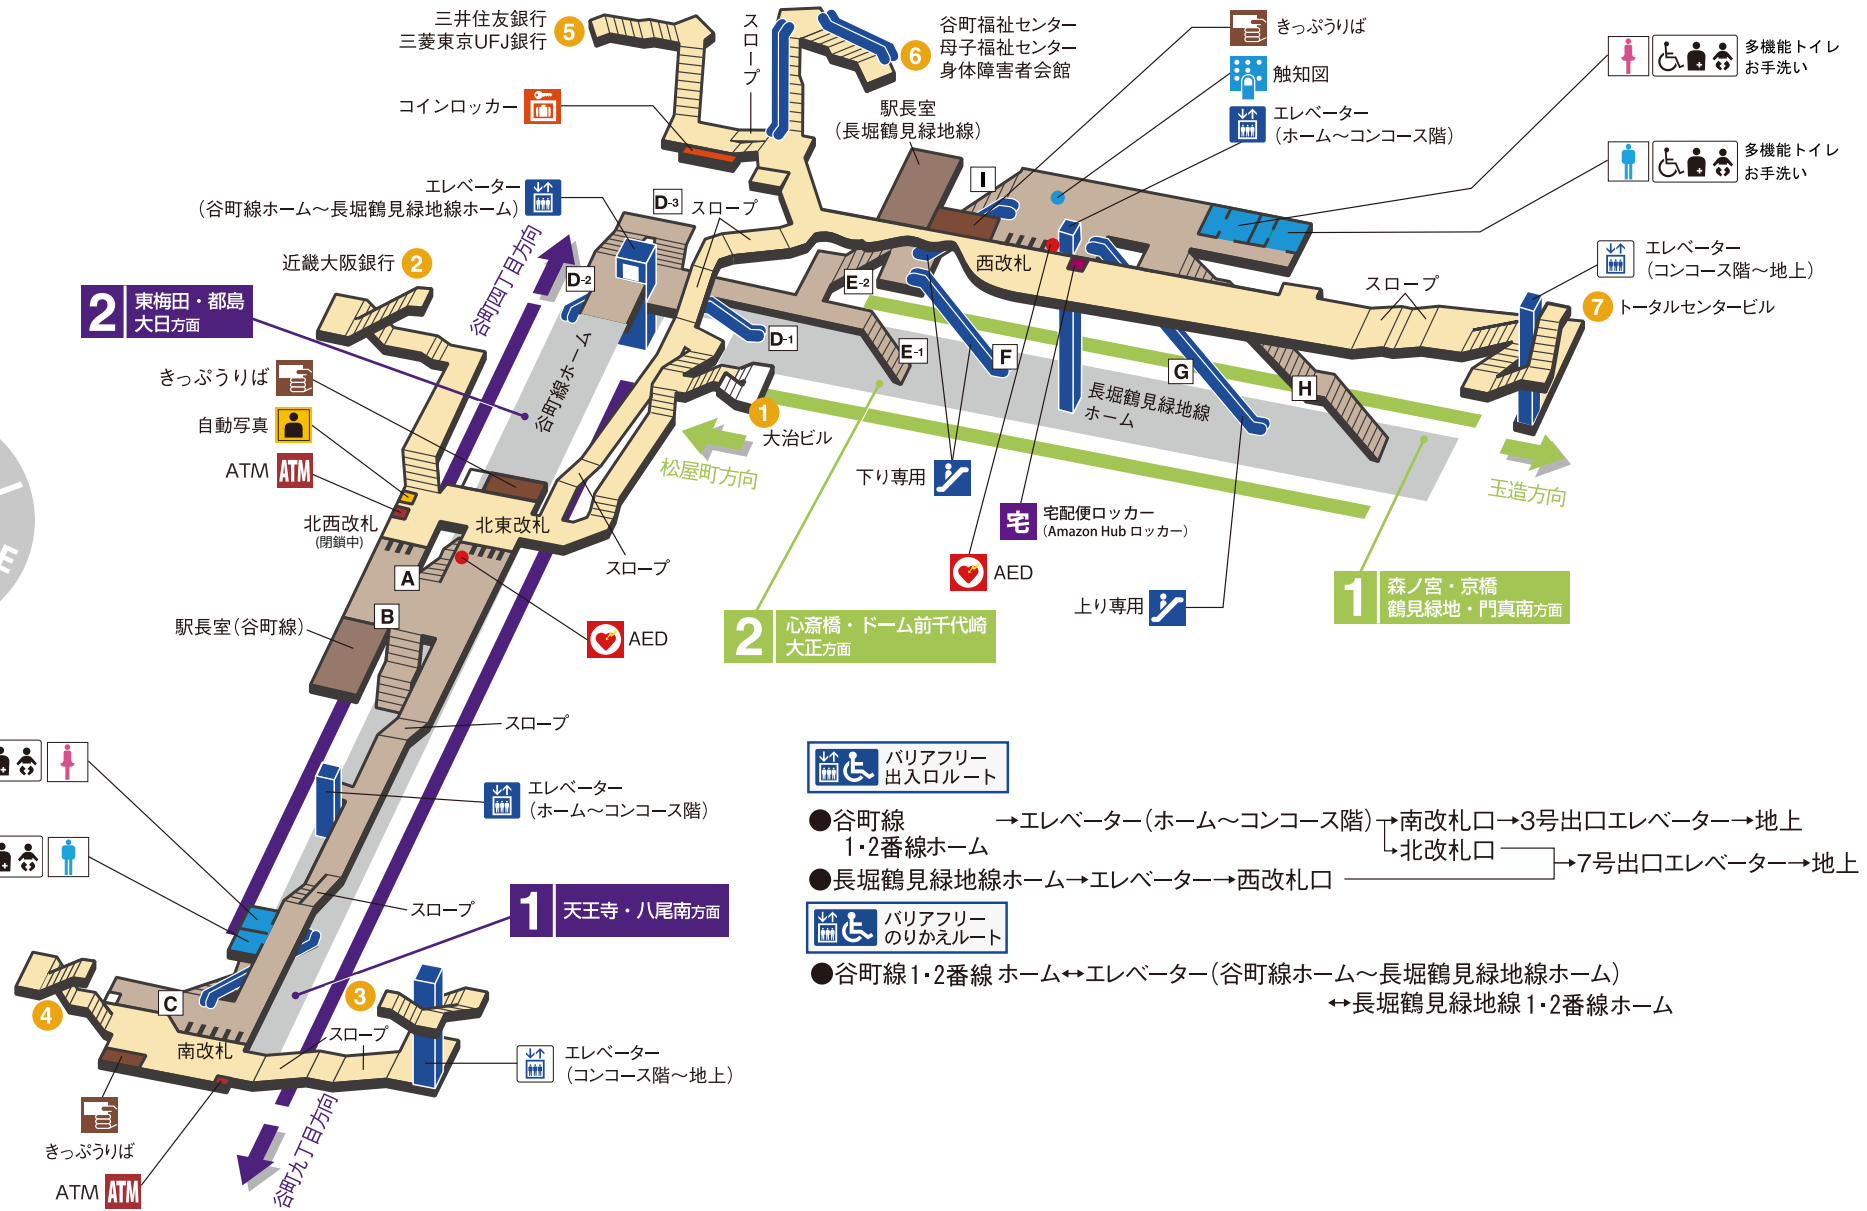 三井住友銀行
三菱東京UFJ銀行
5
スロープ
6
谷町福祉センター
母子福祉センター
身体障害者会館
きっぷうりば
触知図
エレベーター
(ホーム〜コンコース階)
多機能トイレ
お手洗い
多機能トイレ
お手洗い
コインロッカー
駅長室
(長堀鶴見緑地線)
I
エレベーター
(谷町線ホーム〜長堀鶴見緑地線ホーム)
D-3
スロープ
谷町四丁目方向
近畿大阪銀行
2
D-2
E-2
西改札
スロープ
エレベーター
(コンコース階〜地上)
7
トータルセンタービル
2
東梅田・都島
大日方面
谷町線ホーム
D-1
E-1
F
G
H
長堀鶴見緑地線
ホーム
きっぷうりば
自動写真
ATM
ATM
1
大治ビル
松屋町方向
下り専用
玉造方向
北西改札
(閉鎖中)
北東改札
宅
宅配便ロッカー
(Amazon Hub ロッカー)
スロープ
AED
A
B
上り専用
1
森ノ宮・京橋
鶴見緑地・門真南方面
E
駅長室(谷町線)
AED
2
心斎橋・ドーム前千代崎
大正方面
スロープ
エレベーター
(ホーム〜コンコース階)
バリアフリー
出入口ルート
●谷町線
1・2番線ホーム
→エレベーター(ホーム〜コンコース階)→南改札口→3号出口エレベーター→地上
→北改札口
→7号出口エレベーター→地上
●長堀鶴見緑地線ホーム→エレベーター→西改札口
バリアフリー
のりかえルート
●谷町線1・2番線 ホーム↔エレベーター(谷町線ホーム〜長堀鶴見緑地線ホーム)
↔長堀鶴見緑地線1・2番線ホーム
スロープ
1
天王寺・八尾南方面
4
C
3
南改札
スロープ
エレベーター
(コンコース階〜地上)
きっぷうりば
ATM
ATM
谷町九丁目方向